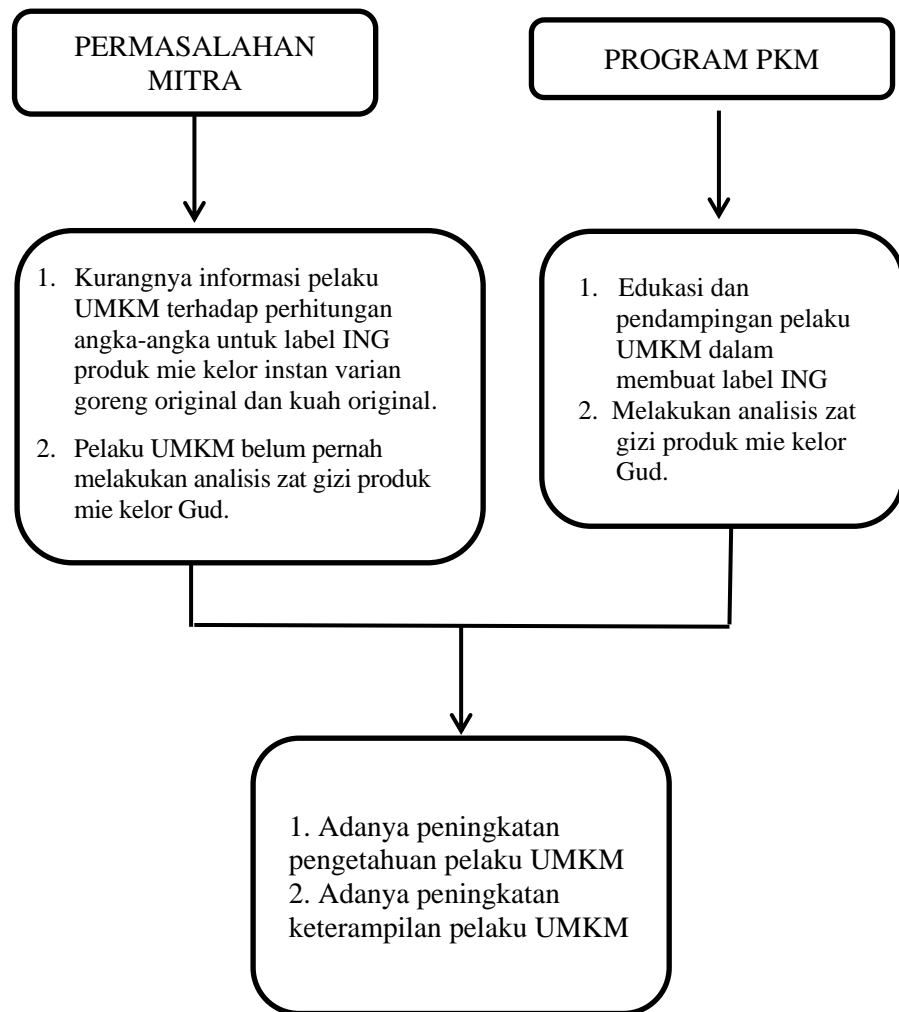 PERMASALAHAN
MITRA
PROGRAM PKM
1. Kurangnya informasi pelaku
UMKM terhadap perhitungan
angka-angka untuk label ING
produk mie kelor instan varian
goreng original dan kuah original.
2. Pelaku UMKM belum pernah
melakukan analisis zat gizi produk
mie kelor Gud.
1. Edukasi dan
pendampingan pelaku
UMKM dalam
membuat label ING
2. Melakukan analisis zat
gizi produk mie kelor
Gud.
1. Adanya peningkatan
pengetahuan pelaku UMKM
2. Adanya peningkatan
keterampilan pelaku UMKM